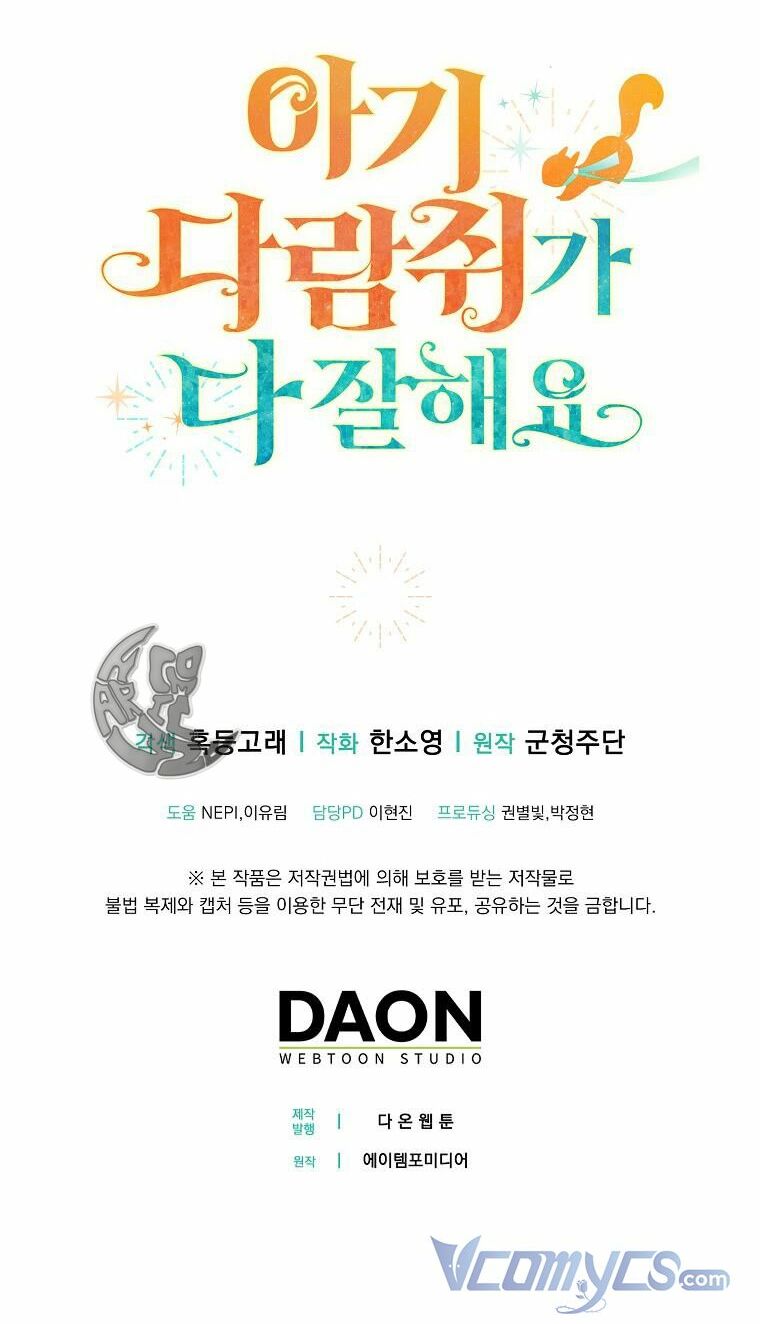 아기
다람쥐가
다 잘해요
각색 혹등고래 | 작화 한소영 | 원작 군청주단
도움 NEPI,이유림 담당PD 이현진 프로듀싱 권별빛,박정현
※ 본 작품은 저작권법에 의해 보호를 받는 저작물로
불법 복제와 캡처 등을 이용한 무단 전재 및 유포, 공유하는 것을 금합니다.
DAON
WEBTOON STUDIO
제작
발행 | 다온웹툰
원작 | 에이템포미디어
Vcomycs.com